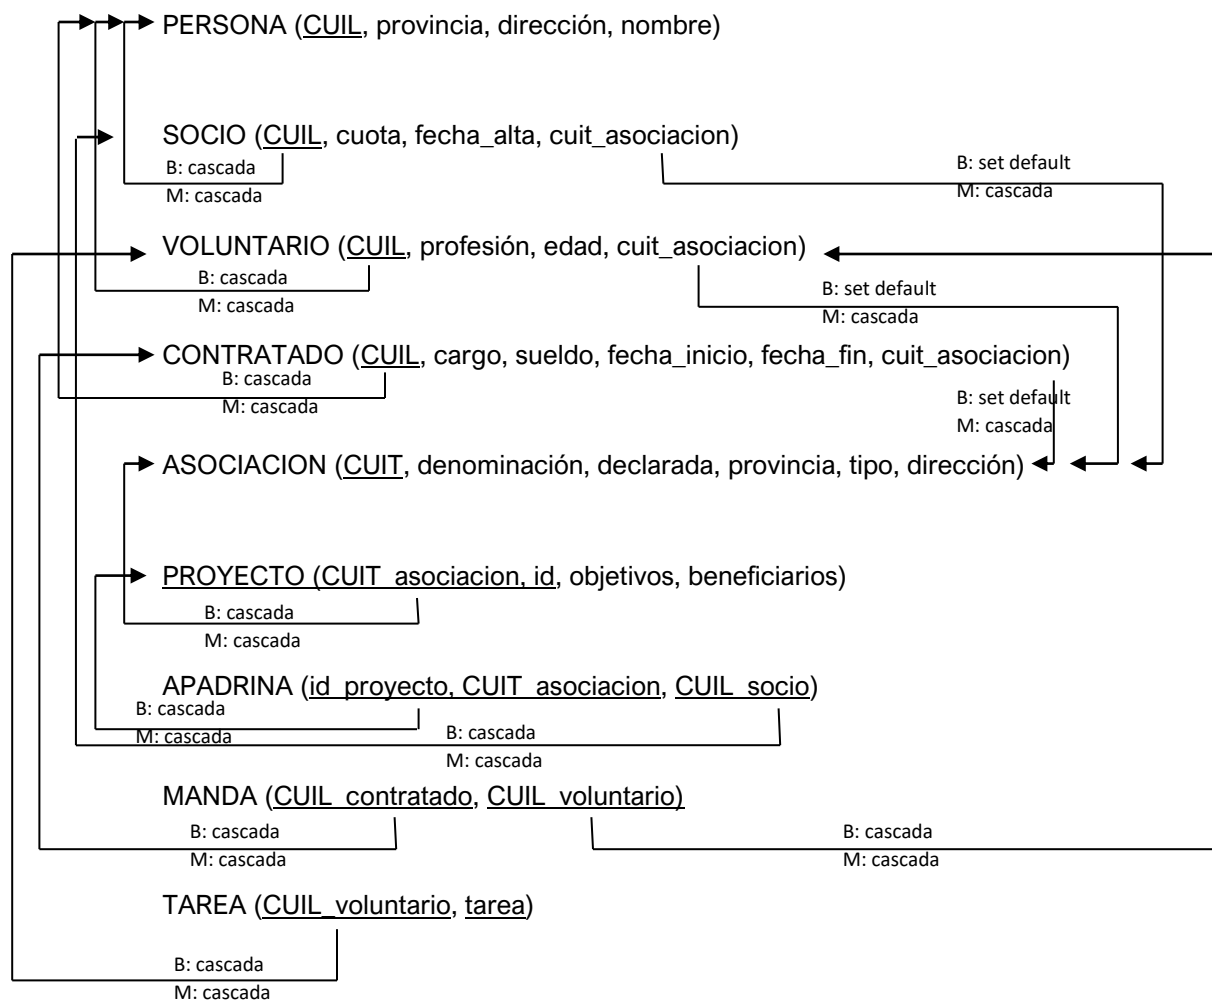 PERSONA (CUIL, provincia, dirección, nombre)
SOCIO (CUIL, cuota, fecha_alta, cuit_asociacion)
B: cascada
M: cascada
B: set default
M: cascada
VOLUNTARIO (CUIL, profesión, edad, cuit_asociacion)
B: cascada
M: cascada
B: set default
M: cascada
CONTRATADO (CUIL, cargo, sueldo, fecha_inicio, fecha_fin, cuit_asociacion)
B: cascada
M: cascada
B: set default
M: cascada
ASOCIACION (CUIT, denominación, declarada, provincia, tipo, dirección)
PROYECTO (CUIT_asociacion, id, objetivos, beneficiarios)
B: cascada
M: cascada
APADRINA (id_proyecto, CUIT_asociacion, CUIL_socio)
B: cascada
M: cascada
B: cascada
M: cascada
MANDA (CUIL_contratado, CUIL_voluntario)
B: cascada
M: cascada
B: cascada
M: cascada
TAREA (CUIL_voluntario, tarea)
B: cascada
M: cascada